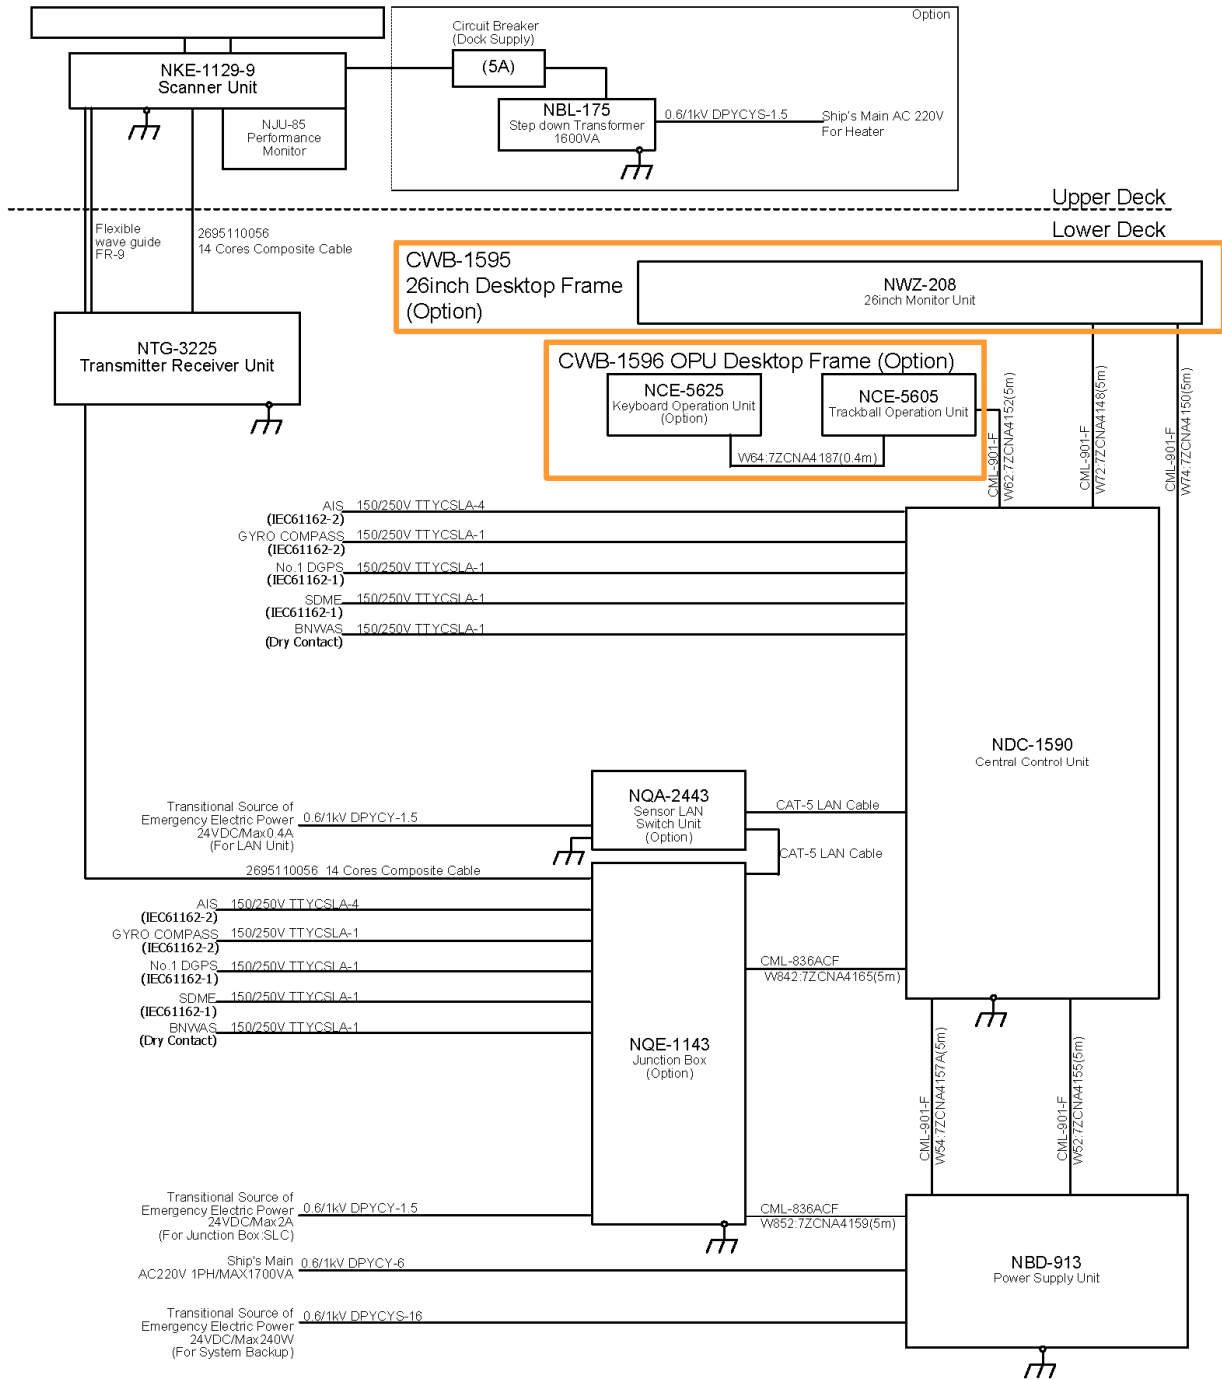 Option
Circuit Breaker
(Dock Supply)
(5A)
NKE-1129-9
Scanner Unit
NJU-85
Performance
Monitor
NBL-175
Step down Transformer
1600VA
0.6/1kV DPYCYS-1.5
Ship's Main AC 220V
For Heater
Upper Deck
Lower Deck
Flexible
wave guide
FR-9
2695110056
14 Cores Composite Cable
CWB-1595
26inch Desktop Frame
(Option)
NWZ-208
26inch Monitor Unit
NTG-3225
Transmitter Receiver Unit
CWB-1596 OPU Desktop Frame (Option)
NCE-5625
Keyboard Operation Unit
(Option)
NCE-5605
Trackball Operation Unit
W64:7ZCNA4187(0.4m)
CML-901-F
W62:7ZCNA4152(5m)
CML-901-F
W72:7ZCNA4148(5m)
CML-901-F
W74:7ZCNA4150(5m)
AIS 150/250V TTYCSLA-4
(IEC61162-2)
GYRO COMPASS 150/250V TTYCSLA-1
(IEC61162-2)
No.1 DGPS 150/250V TTYCSLA-1
(IEC61162-1)
SDME 150/250V TTYCSLA-1
(IEC61162-1)
BNWAS 150/250V TTYCSLA-1
(Dry Contact)
NDC-1590
Central Control Unit
NQA-2443
Sensor LAN
Switch Unit
(Option)
CAT-5 LAN Cable
CAT-5 LAN Cable
Transitional Source of
Emergency Electric Power 0.6/1kV DPYCY-1.5
24VDC/Max0.4A
(For LAN Unit)
2695110056 14 Cores Composite Cable
AIS 150/250V TTYCSLA-4
(IEC61162-2)
GYRO COMPASS 150/250V TTYCSLA-1
(IEC61162-2)
No.1 DGPS 150/250V TTYCSLA-1
(IEC61162-1)
SDME 150/250V TTYCSLA-1
(IEC61162-1)
BNWAS 150/250V TTYCSLA-1
(Dry Contact)
CML-836ACF
W842:7ZCNA4165(5m)
NQE-1143
Junction Box
(Option)
CML-901-F
W54:7ZCNA4157A(5m)
CML-901-F
W52:7ZCNA4155(5m)
Transitional Source of
Emergency Electric Power 0.6/1kV DPYCY-1.5
24VDC/Max2A
(For Junction Box:SLC)
CML-836ACF
W852:7ZCNA4159(5m)
Ship's Main 0.6/1kV DPYCY-6
AC220V 1PH/MAX1700VA
NBD-913
Power Supply Unit
Transitional Source of 0.6/1kV DPYCYS-16
Emergency Electric Power
24VDC/Max240W
(For System Backup)